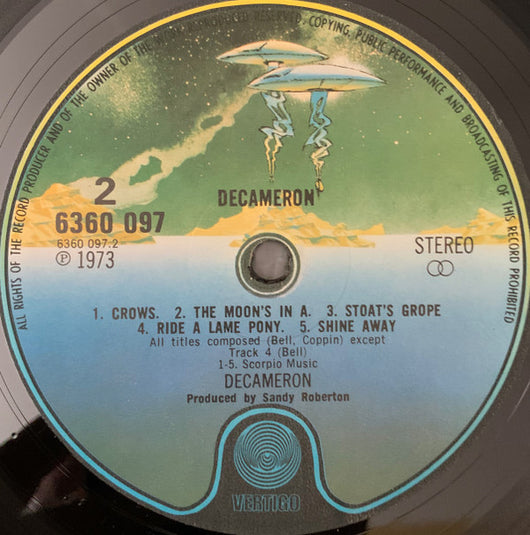 ALL RIGHTS OF THE RECORD PRODUCER AND OF THE OWNER OF THE RESERVED, COPYING, PUBLIC PERFORMANCE AND BROADCASTING OF THIS RECORD PROHIBITED
DECAMERON
2
6360 097
6360 097.2
Ⓟ 1973
STEREO
1. CROWS. 2. THE MOON'S IN A. 3. STOAT'S GROPE
4. RIDE A LAME PONY. 5. SHINE AWAY
All titles composed (Bell, Coppin) except
Track 4 (Bell)
1-5. Scorpio Music
DECAMERON
Produced by Sandy Roberton
VERTIGO